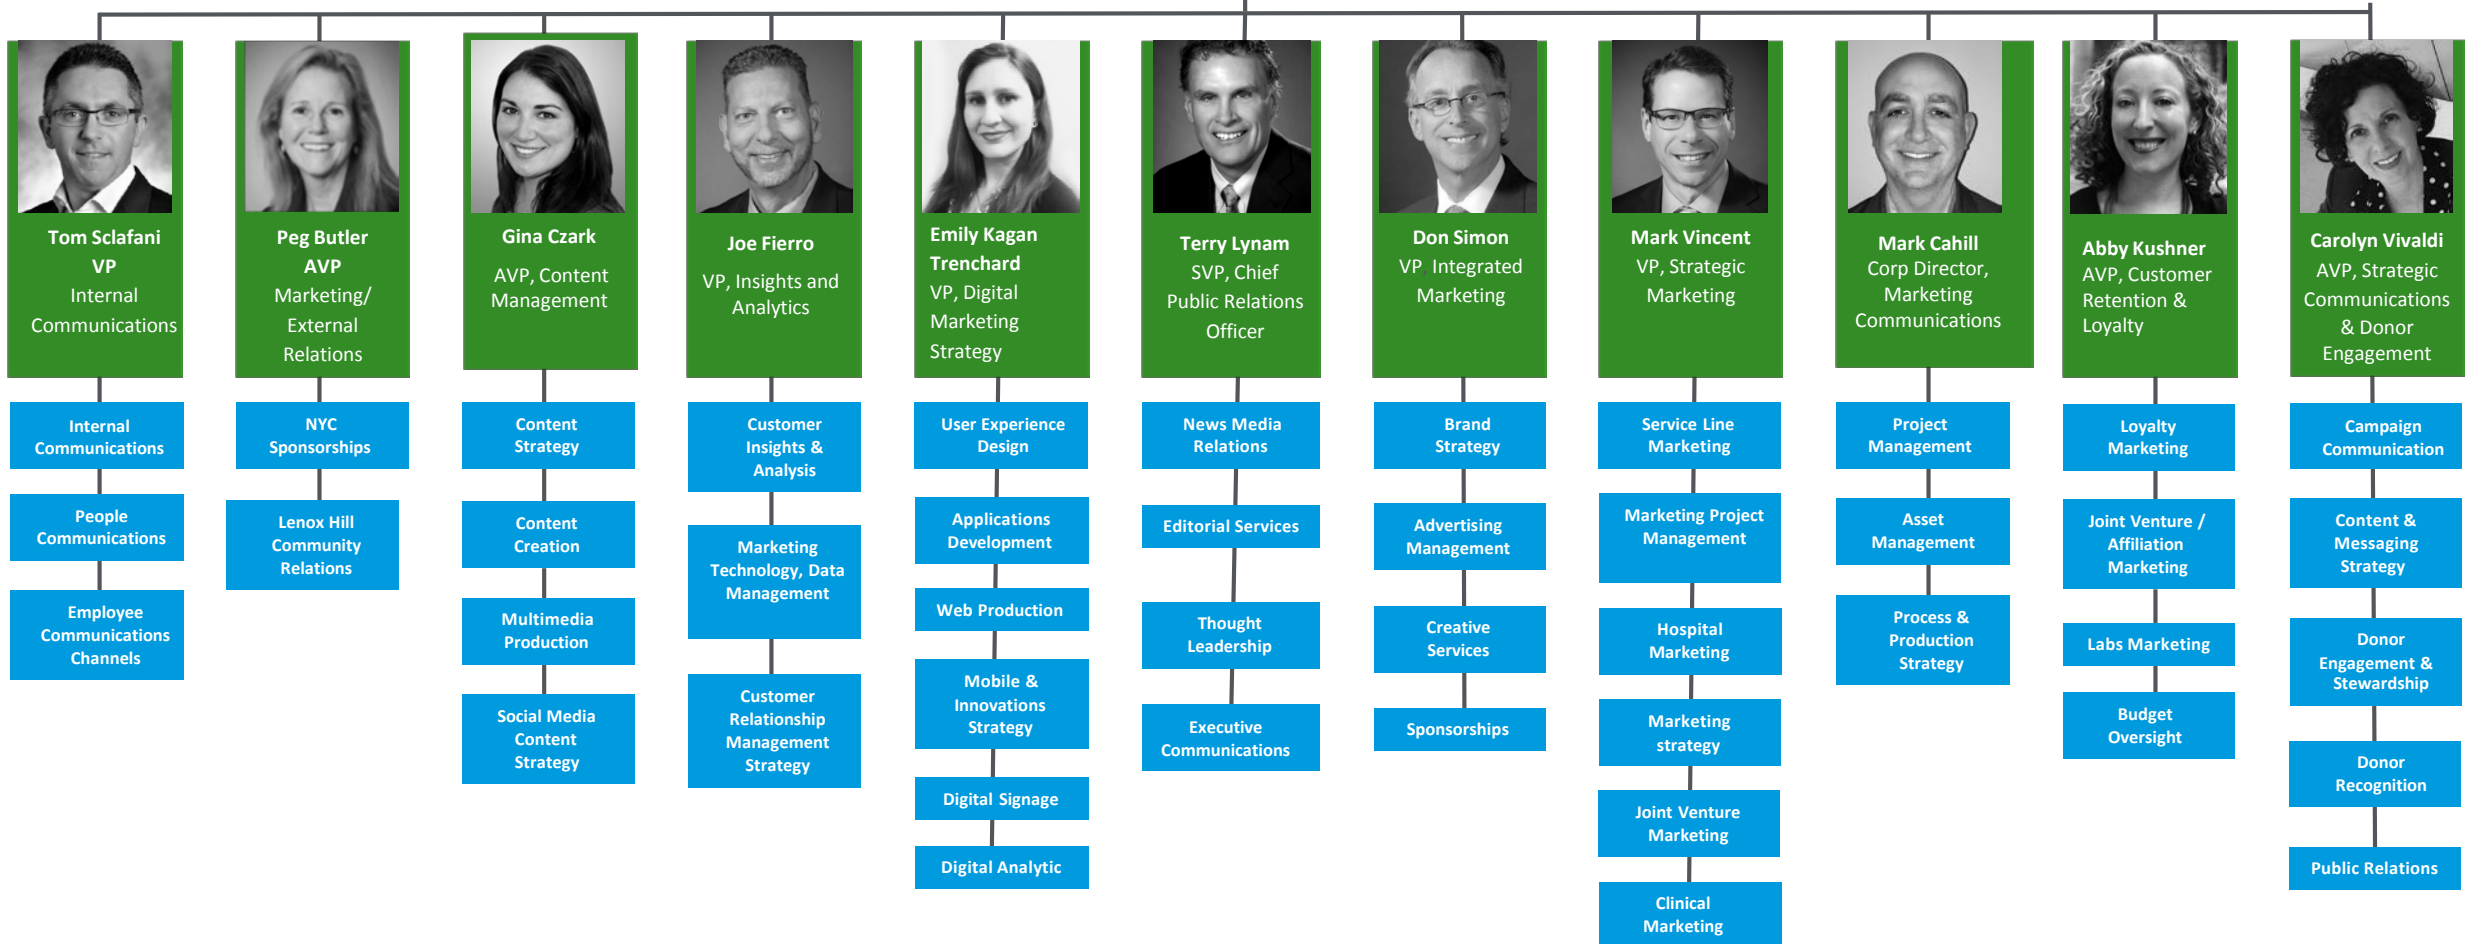 Tom Sclafani
VP
Internal
Communications
Internal
Communications
People
Communications
Employee
Communications
Channels
Peg Butler
AVP
Marketing/
External
Relations
NYC
Sponsorships
Lenox Hill
Community
Relations
Gina Czark
AVP, Content
Management
Content
Strategy
Content
Creation
Multimedia
Production
Social Media
Content
Strategy
Joe Fierro
VP, Insights and
Analytics
Customer
Insights &
Analysis
Marketing
Technology, Data
Management
Customer
Relationship
Management
Strategy
Emily Kagan
Trenchard
VP, Digital
Marketing
Strategy
User Experience
Design
Applications
Development
Web Production
Mobile &
Innovations
Strategy
Digital Signage
Digital Analytic
Terry Lynam
SVP, Chief
Public Relations
Officer
News Media
Relations
Editorial Services
Thought
Leadership
Executive
Communications
Don Simon
VP, Integrated
Marketing
Brand
Strategy
Advertising
Management
Creative
Services
Sponsorships
Mark Vincent
VP, Strategic
Marketing
Service Line
Marketing
Marketing Project
Management
Hospital
Marketing
Marketing
strategy
Joint Venture
Marketing
Clinical
Marketing
Mark Cahill
Corp Director,
Marketing
Communications
Project
Management
Asset
Management
Process &
Production
Strategy
Abby Kushner
AVP, Customer
Retention &
Loyalty
Loyalty
Marketing
Joint Venture /
Affiliation
Marketing
Labs Marketing
Budget
Oversight
Carolyn Vivaldi
AVP, Strategic
Communications
& Donor
Engagement
Campaign
Communication
Content &
Messaging
Strategy
Donor
Engagement &
Stewardship
Donor
Recognition
Public Relations